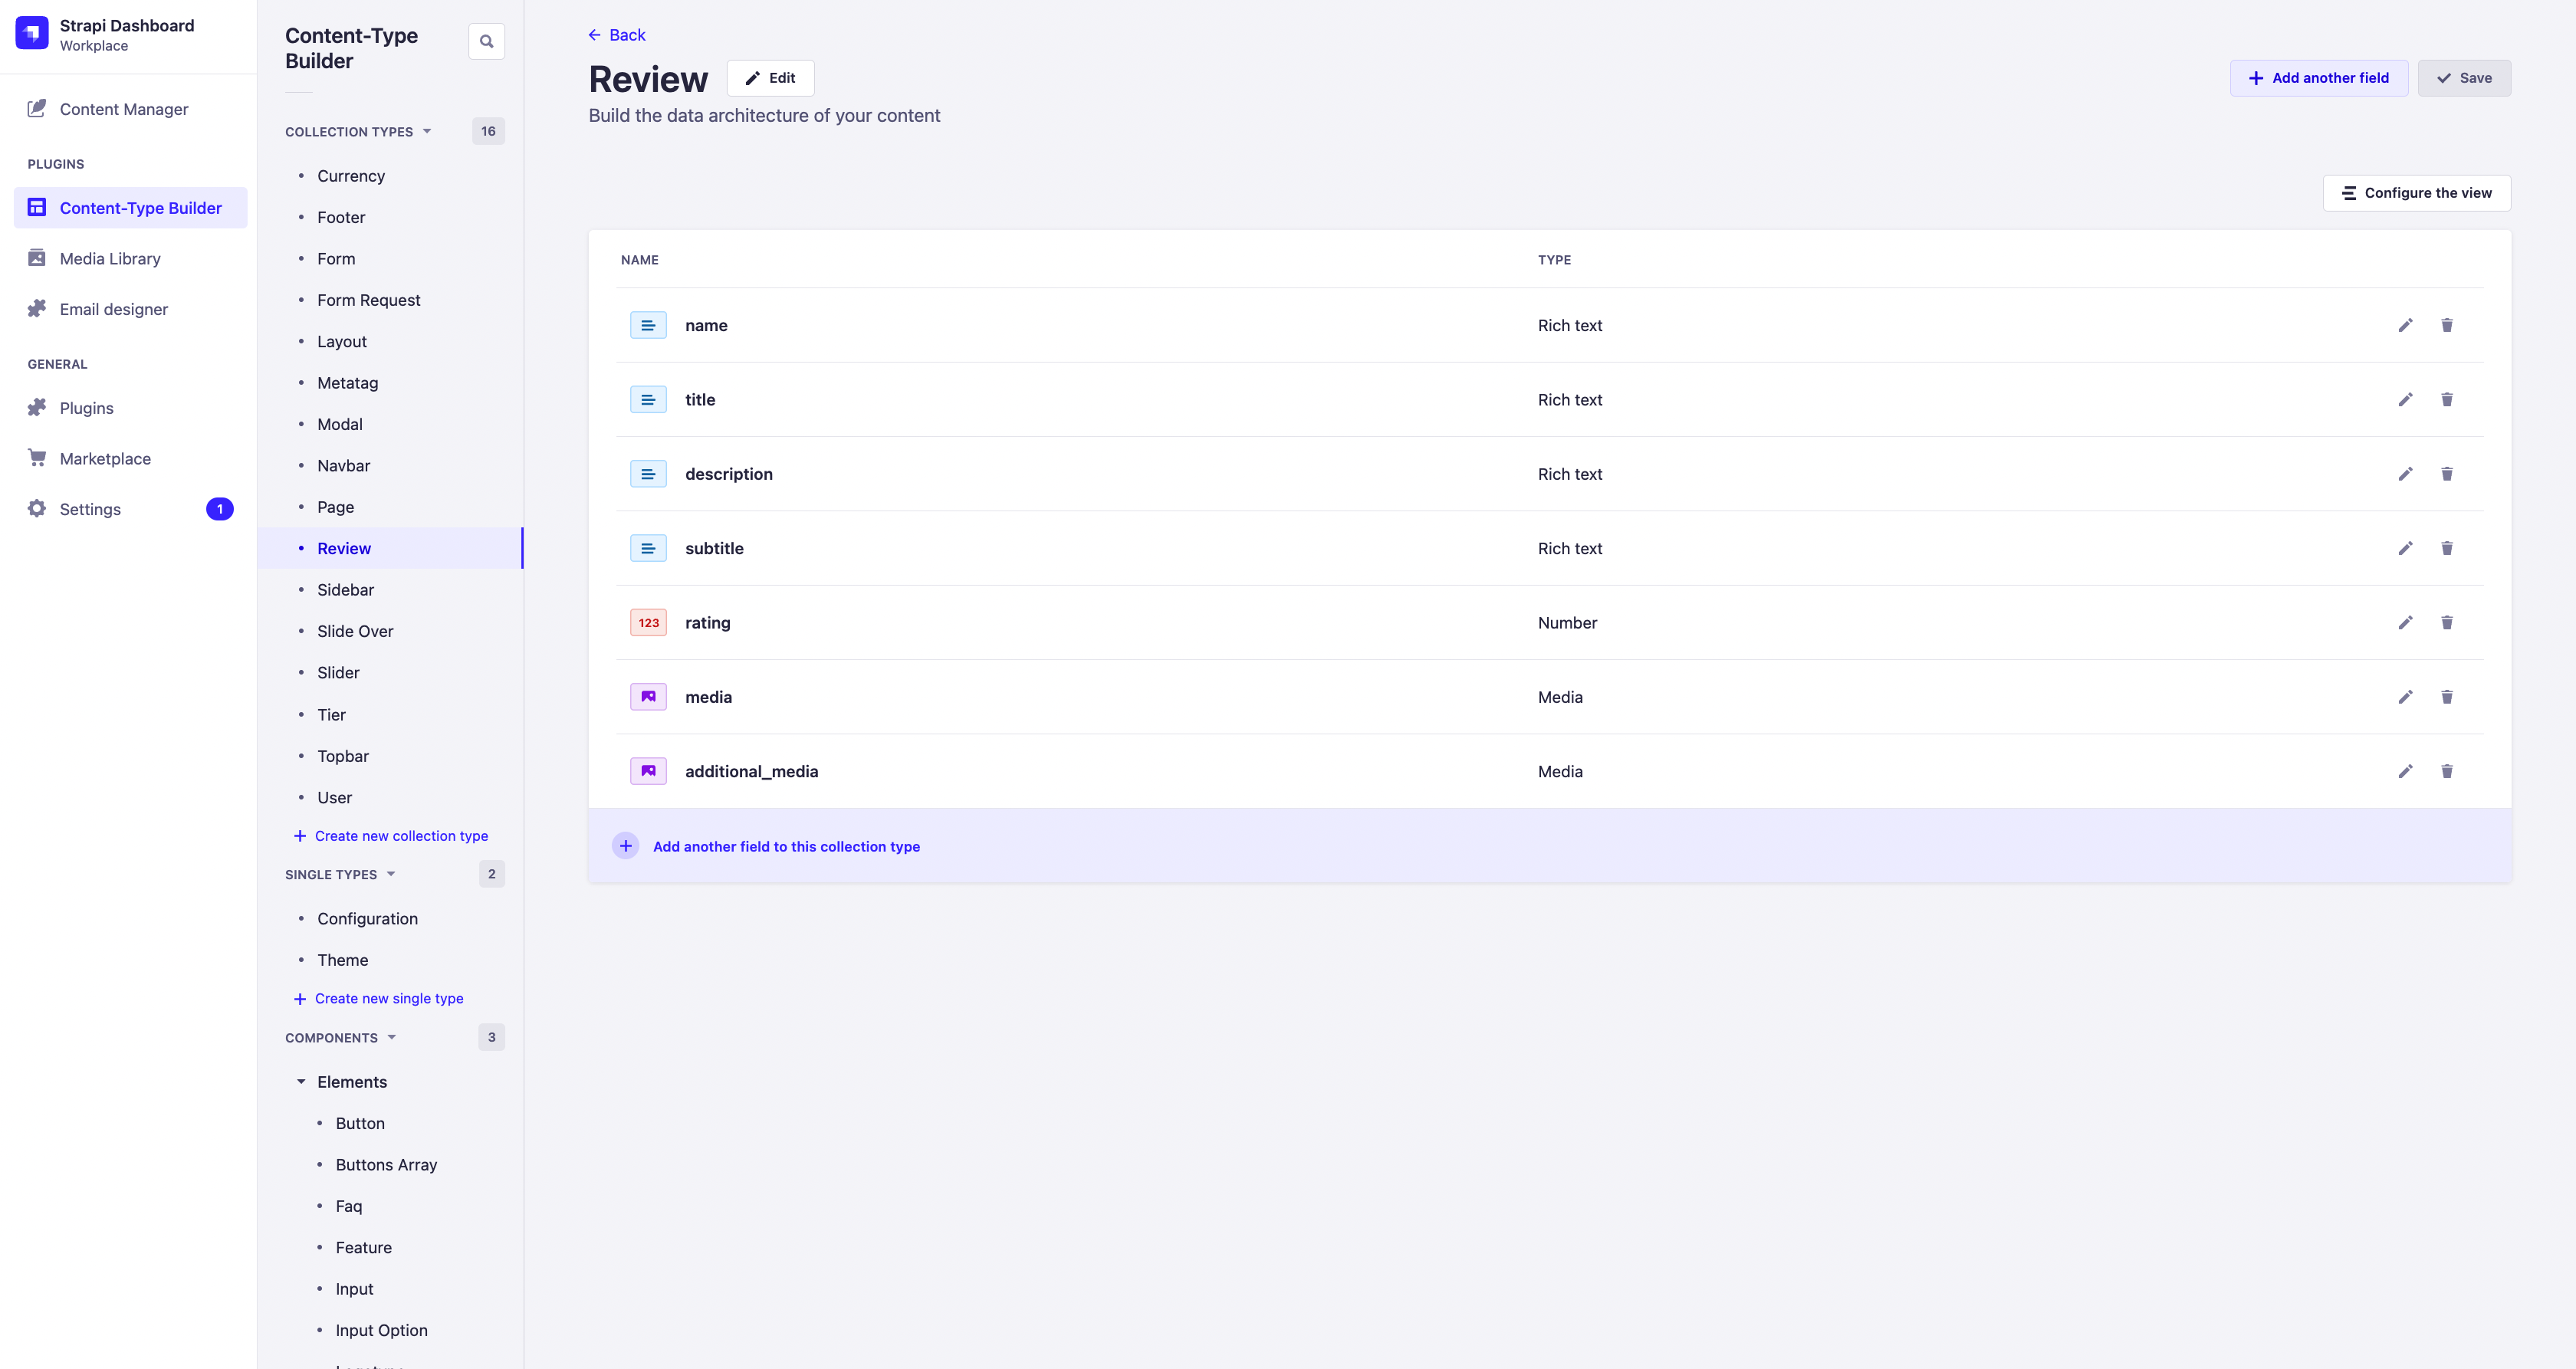 Strapi Dashboard
Workplace
Content Manager
PLUGINS
Content-Type Builder
Media Library
Email designer
GENERAL
Plugins
Marketplace
Settings
1
Content-Type
Builder
COLLECTION TYPES
16
Currency
Footer
Form
Form Request
Layout
Metatag
Modal
Navbar
Page
Review
Sidebar
Slide Over
Slider
Tier
Topbar
User
Create new collection type
SINGLE TYPES
2
Configuration
Theme
Create new single type
COMPONENTS
3
Elements
Button
Buttons Array
Faq
Feature
Input
Input Option
Back
Review
Edit
Add another field
Save
Build the data architecture of your content
Configure the view
NAME TYPE
name Rich text
title Rich text
description Rich text
subtitle Rich text
123 rating Number
media Media
additional_media Media
Add another field to this collection type